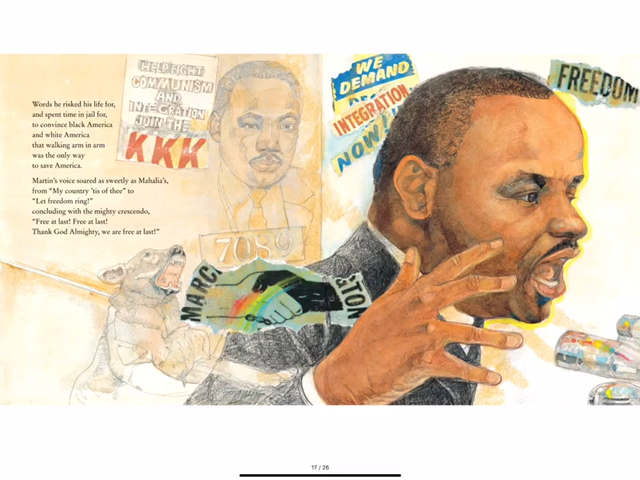 Words he risked his life for,
and spent time in jail for,
to convince black America
and white America
that walking arm in arm
was the only way
to save America.
Martin's voice soared as sweetly as Mahalia's,
from "My country 'tis of thee" to
"Let freedom ring!"
concluding with the mighty crescendo,
"Free at last! Free at last!
Thank God Almighty, we are free at last!"
HELP FIGHT
COMMUNISM
AND
INTEGRATION
JOIN THE
KKK
7089
MARC
GTON
WE
DEMAND
INTEGRATION
NOW!
FREEDOM
17 / 26